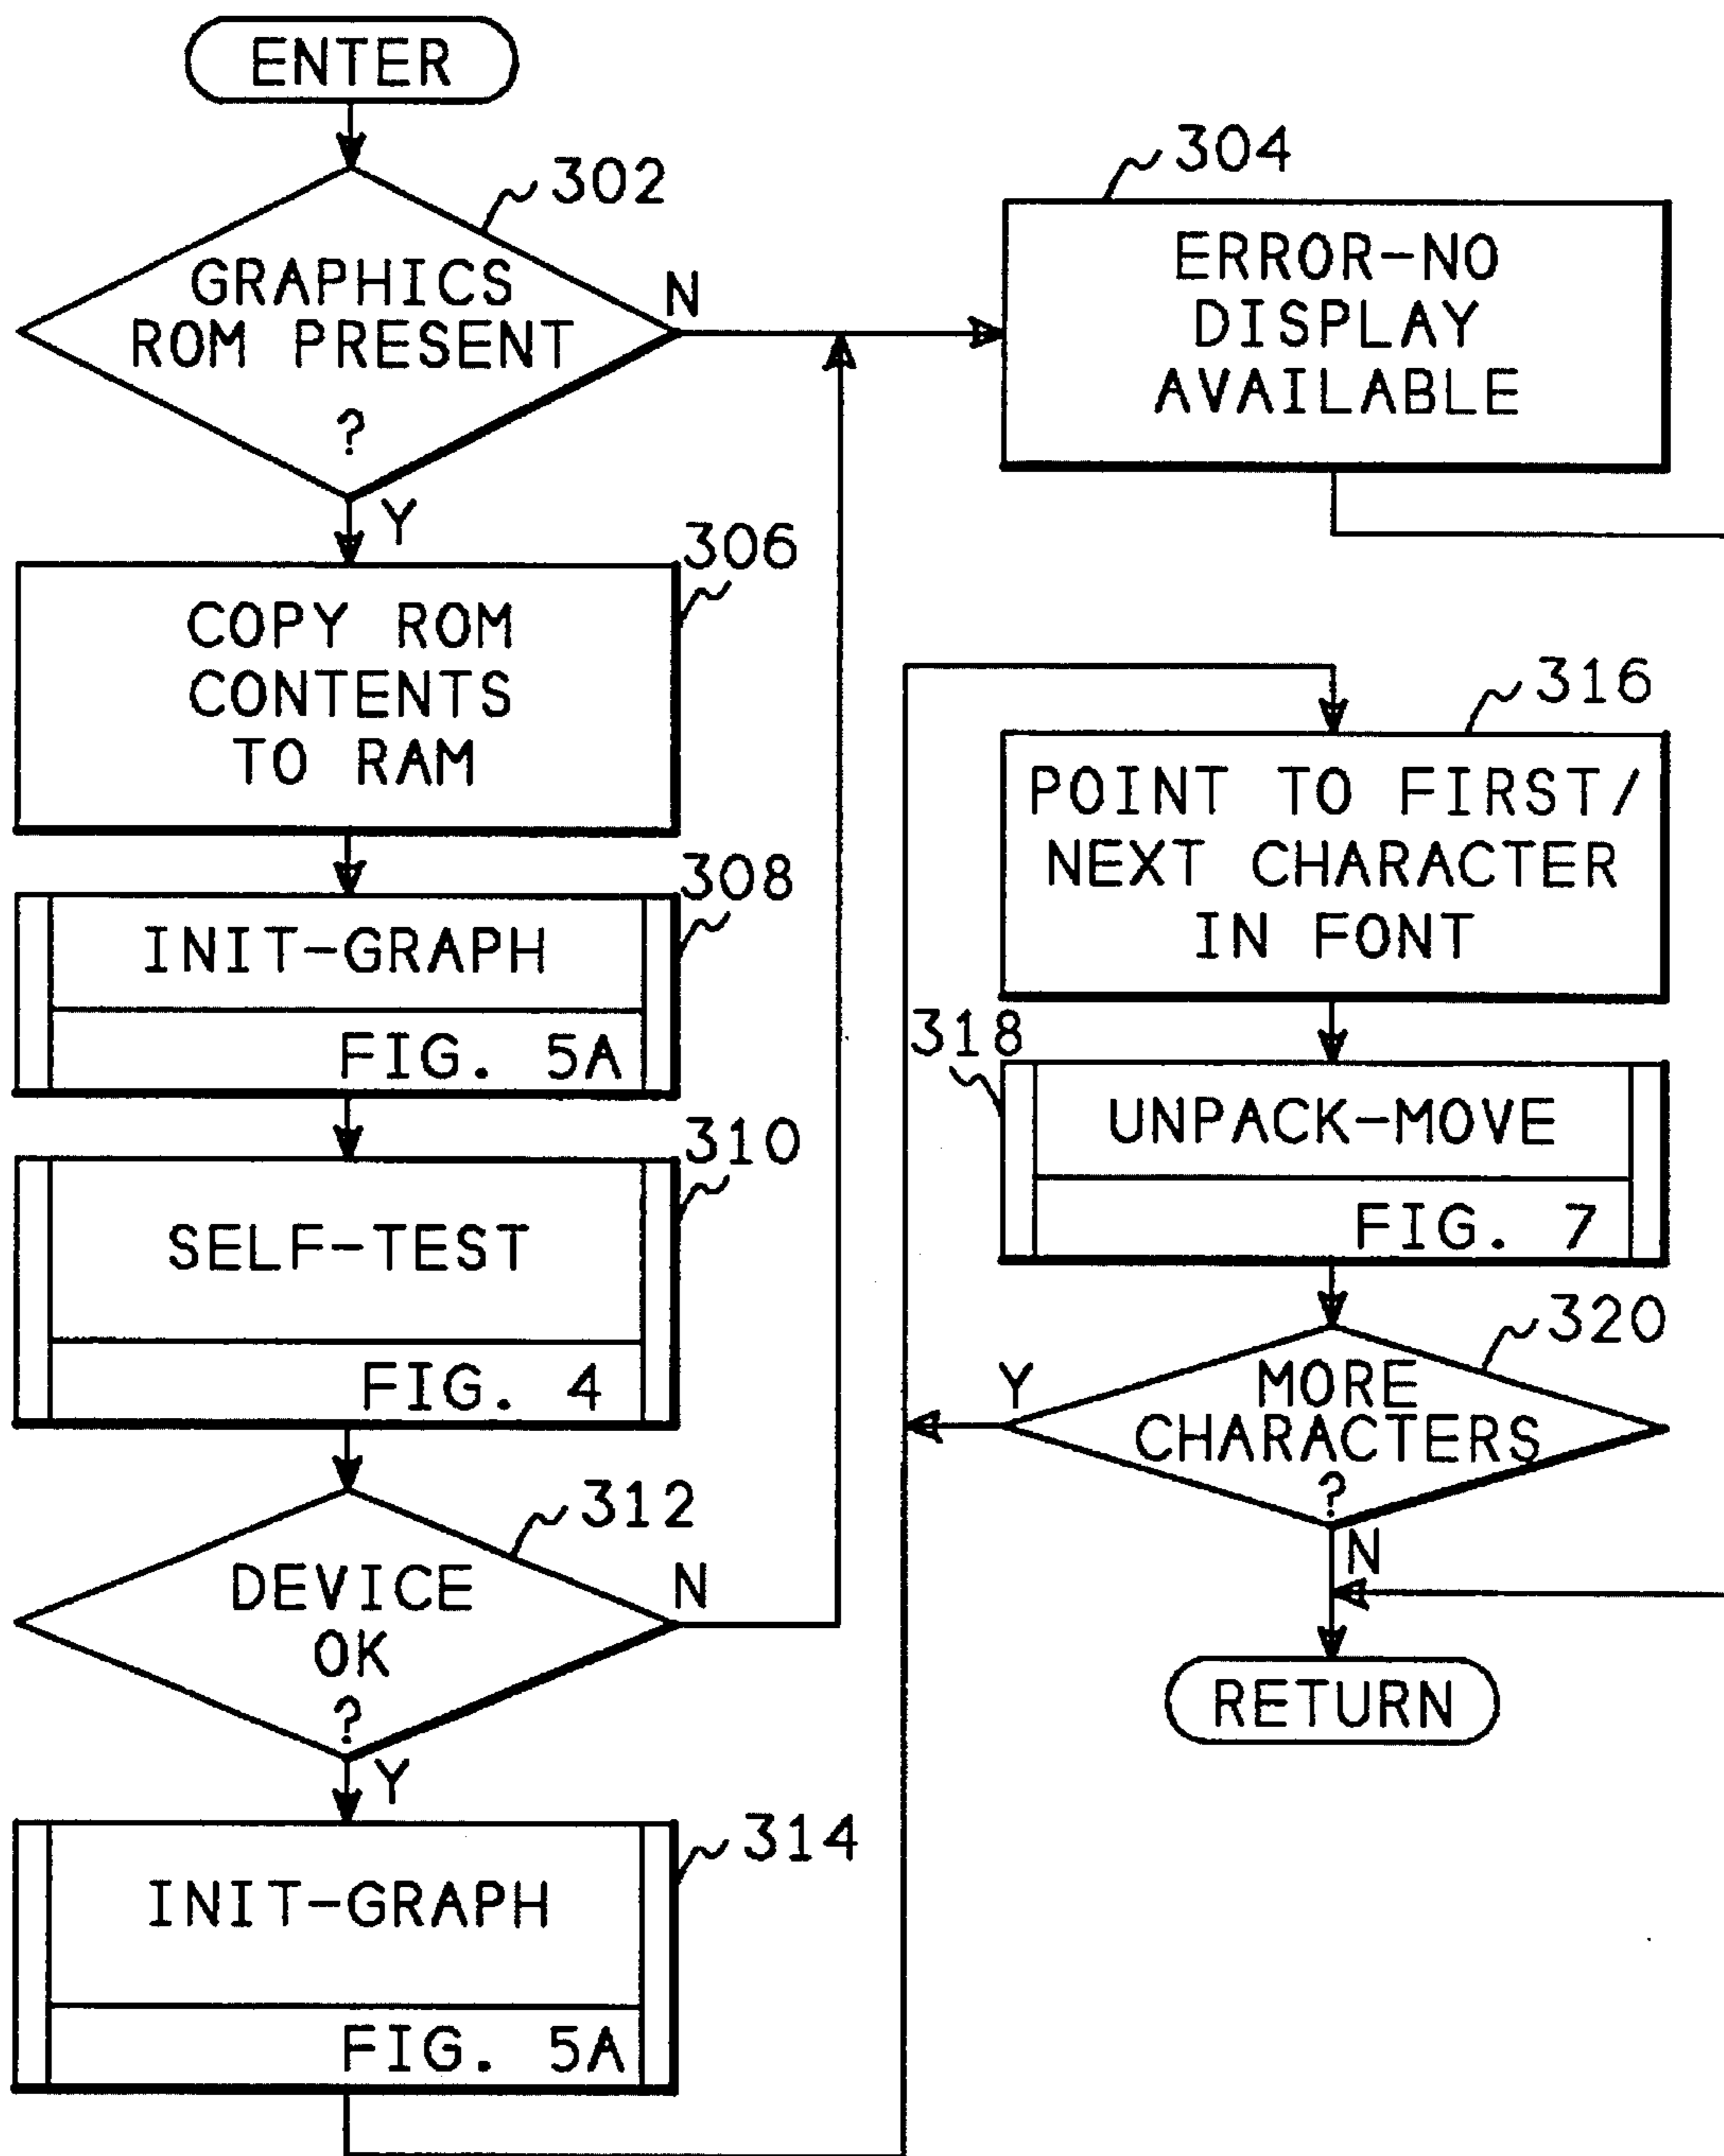 ENTER
302
GRAPHICS
ROM PRESENT
?
N
Y
304
ERROR-NO
DISPLAY
AVAILABLE
306
COPY ROM
CONTENTS
TO RAM
308
INIT-GRAPH
FIG. 5A
310
SELF-TEST
FIG. 4
312
DEVICE
OK
?
N
Y
314
INIT-GRAPH
FIG. 5A
316
POINT TO FIRST/
NEXT CHARACTER
IN FONT
318
UNPACK-MOVE
FIG. 7
320
MORE
CHARACTERS
?
Y
N
RETURN